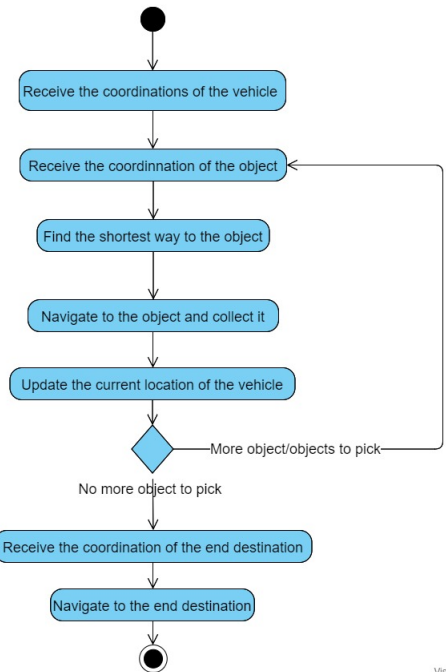 Receive the coordinations of the vehicle
Receive the coordinnation of the object
Find the shortest way to the object
Navigate to the object and collect it
Update the current location of the vehicle
More object/objects to pick
No more object to pick
Receive the coordination of the end destination
Navigate to the end destination